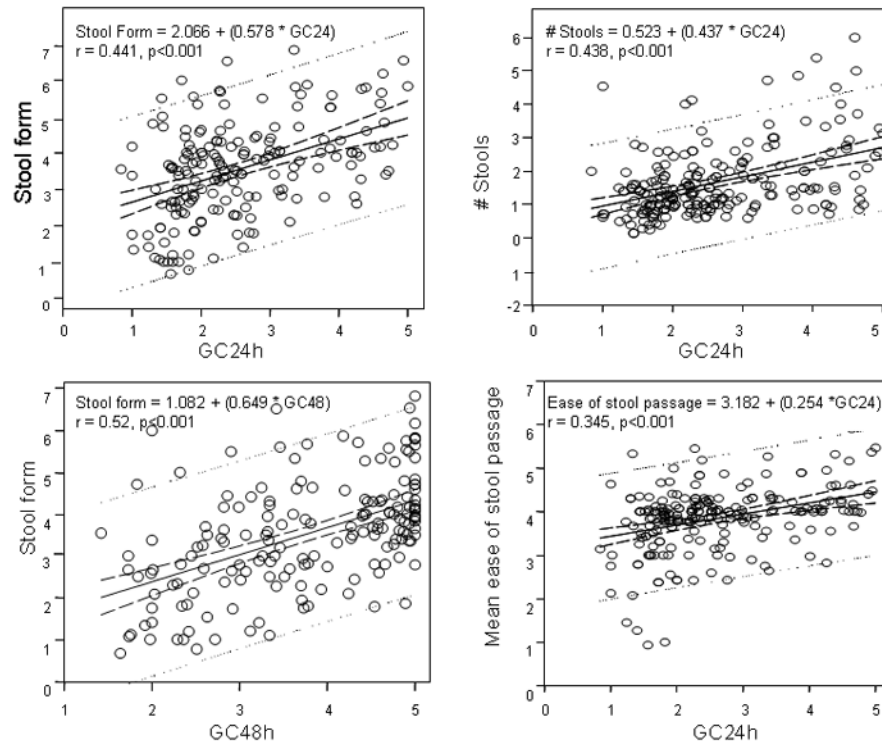 Stool Form = 2.066 + (0.578 * GC24)
r = 0.441, p<0.001
7
6
5
4
3
2
1
0
Stool form
0 1 2 3 4 5
GC24h
# Stools = 0.523 + (0.437 * GC24)
r = 0.438, p<0.001
6
5
4
3
2
1
0
1
-2
# Stools
0 1 2 3 4 5
GC24h
Stool form = 1.082 + (0.649 * GC48)
r = 0.52, p<0.001
7
6
5
4
3
2
1
0
Stool form
1 2 3 4 5
GC48h
Ease of stool passage = 3.182 + (0.254 *GC24)
r = 0.345, p<0.001
7
6
5
4
3
2
1
0
Mean ease of stool passage
0 1 2 3 4 5
GC24h